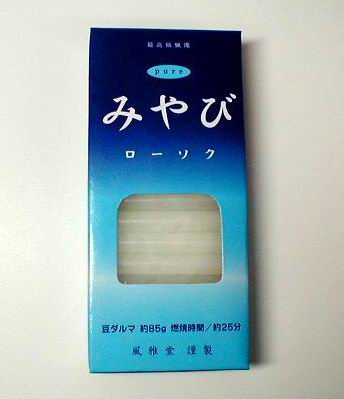 pure
みやび
ローソク
豆ダルマ 約85g 燃焼時間/約25分
風雅堂 謹製